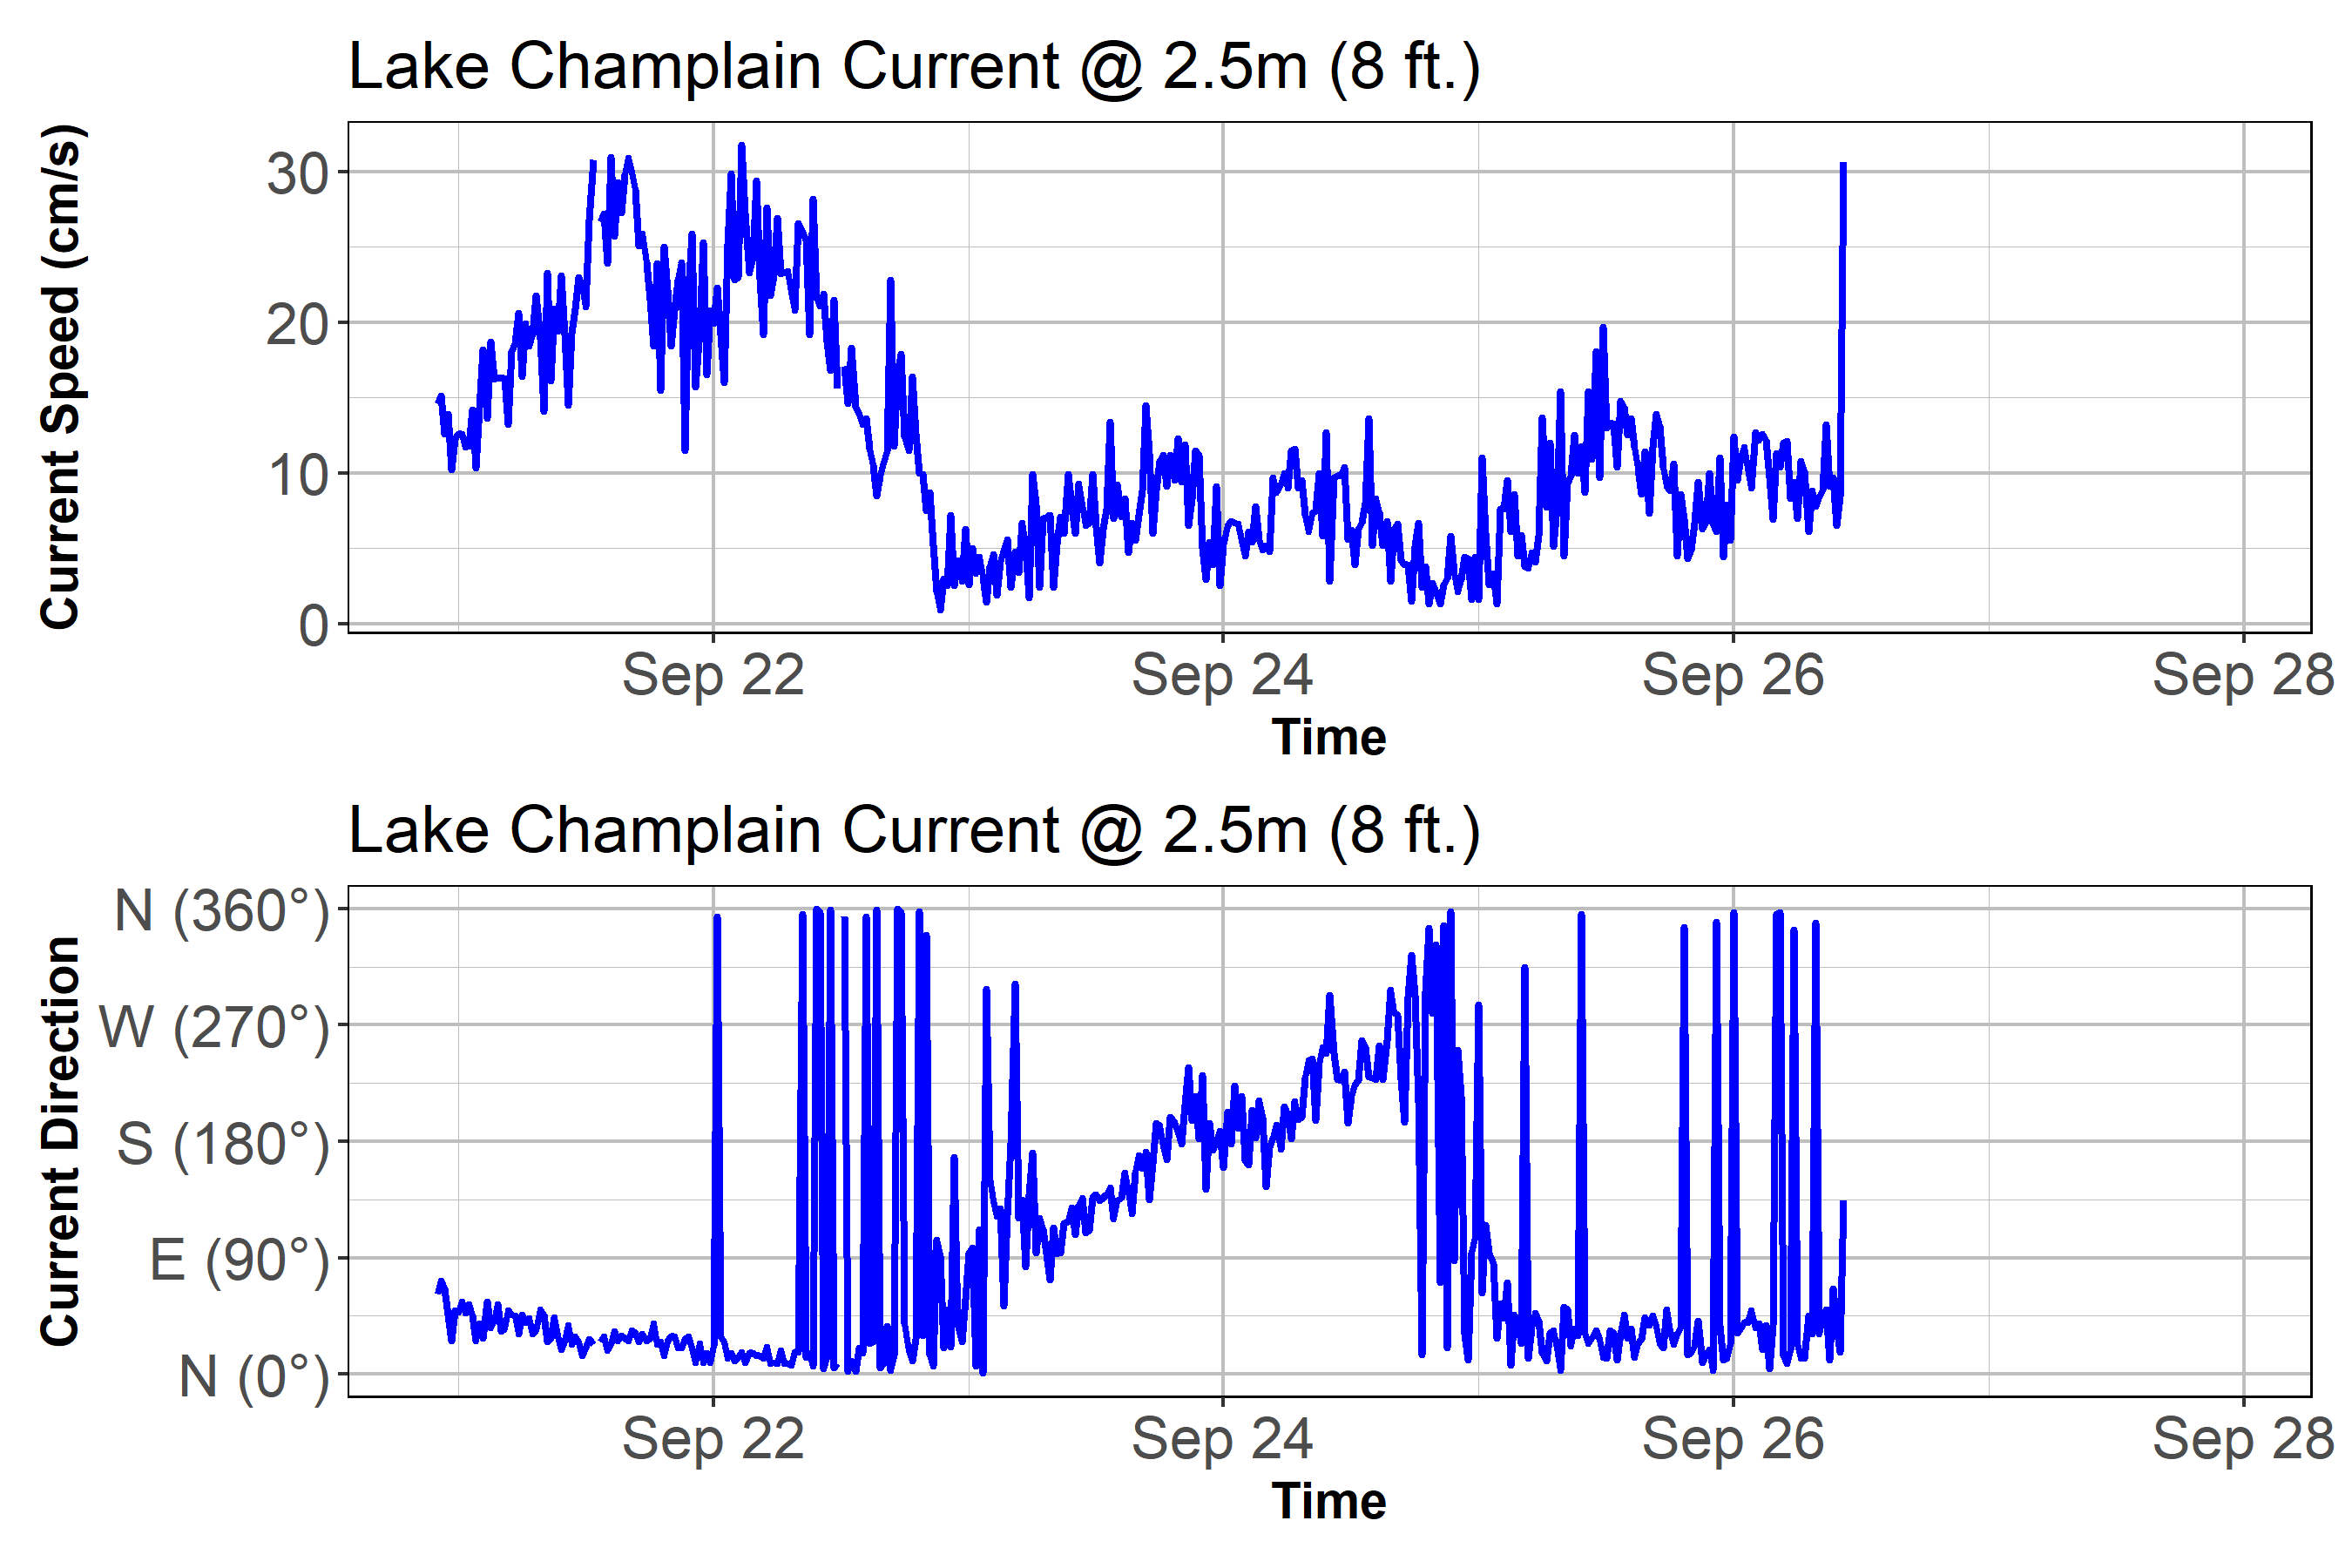 Lake Champlain Current @ 2.5m (8 ft.)
Current Speed (cm/s)
30
20
10
0
Sep 22 Sep 24 Sep 26 Sep 28
Time
Lake Champlain Current @ 2.5m (8 ft.)
Current Direction
N (360°)
W (270°)
S (180°)
E (90°)
N (0°)
Sep 22 Sep 24 Sep 26 Sep 28
Time